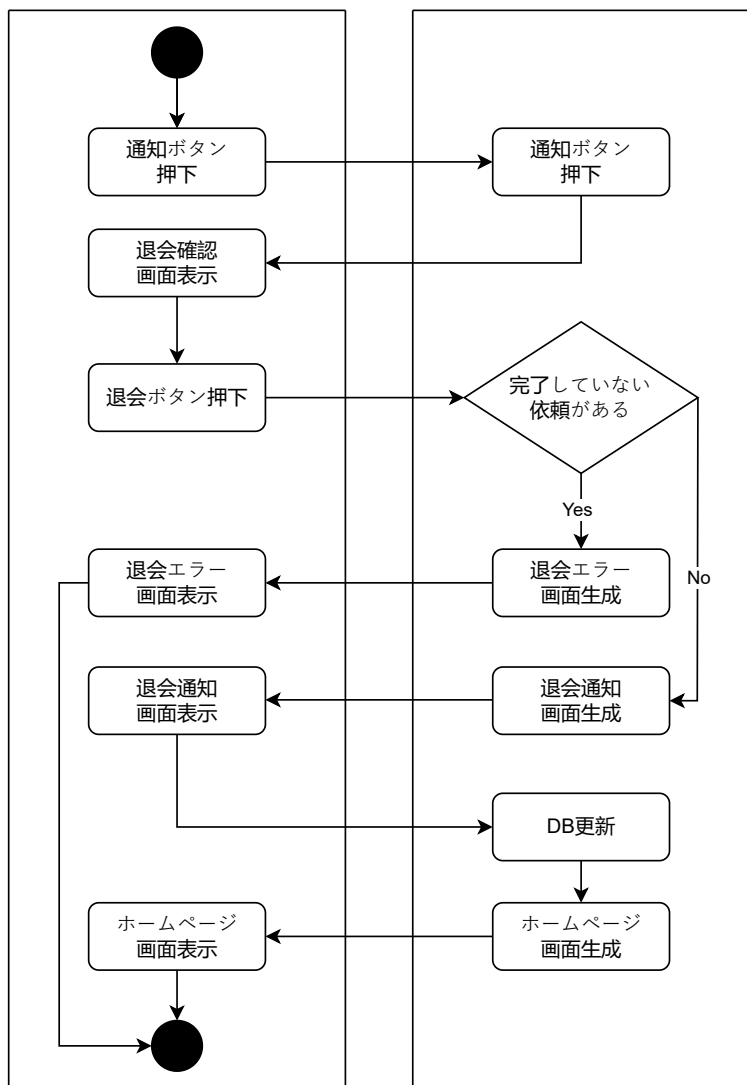 通知ボタン
押下
通知ボタン
押下
退会確認
画面表示
退会ボタン押下
完了していない
依頼がある
Yes
No
退会エラー
画面表示
退会エラー
画面生成
退会通知
画面表示
退会通知
画面生成
DB更新
ホームページ
画面表示
ホームページ
画面生成